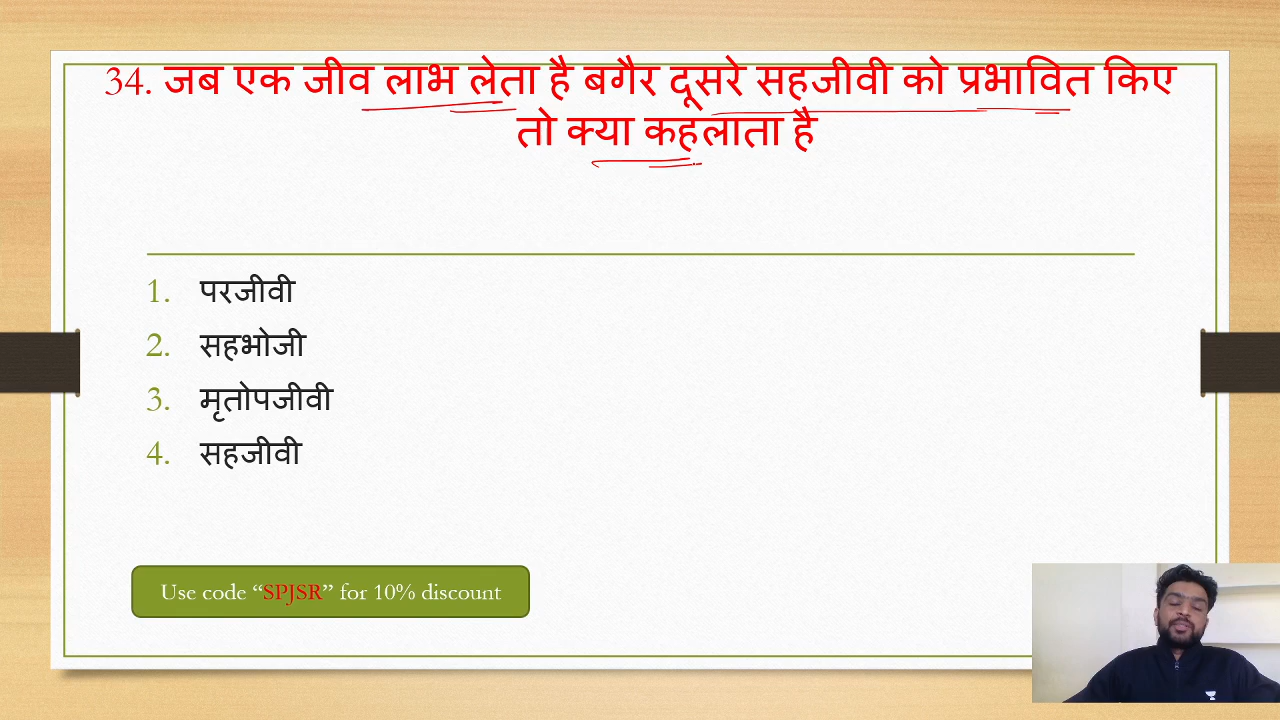 34. जब एक जीव लाभ लेता है बगैर दूसरे सहजीवी को प्रभावित किए
तो क्या कहलाता है
1. परजीवी
2. सहभोजी
3. मृतोपजीवी
4. सहजीवी
Use code “SPJSR” for 10% discount